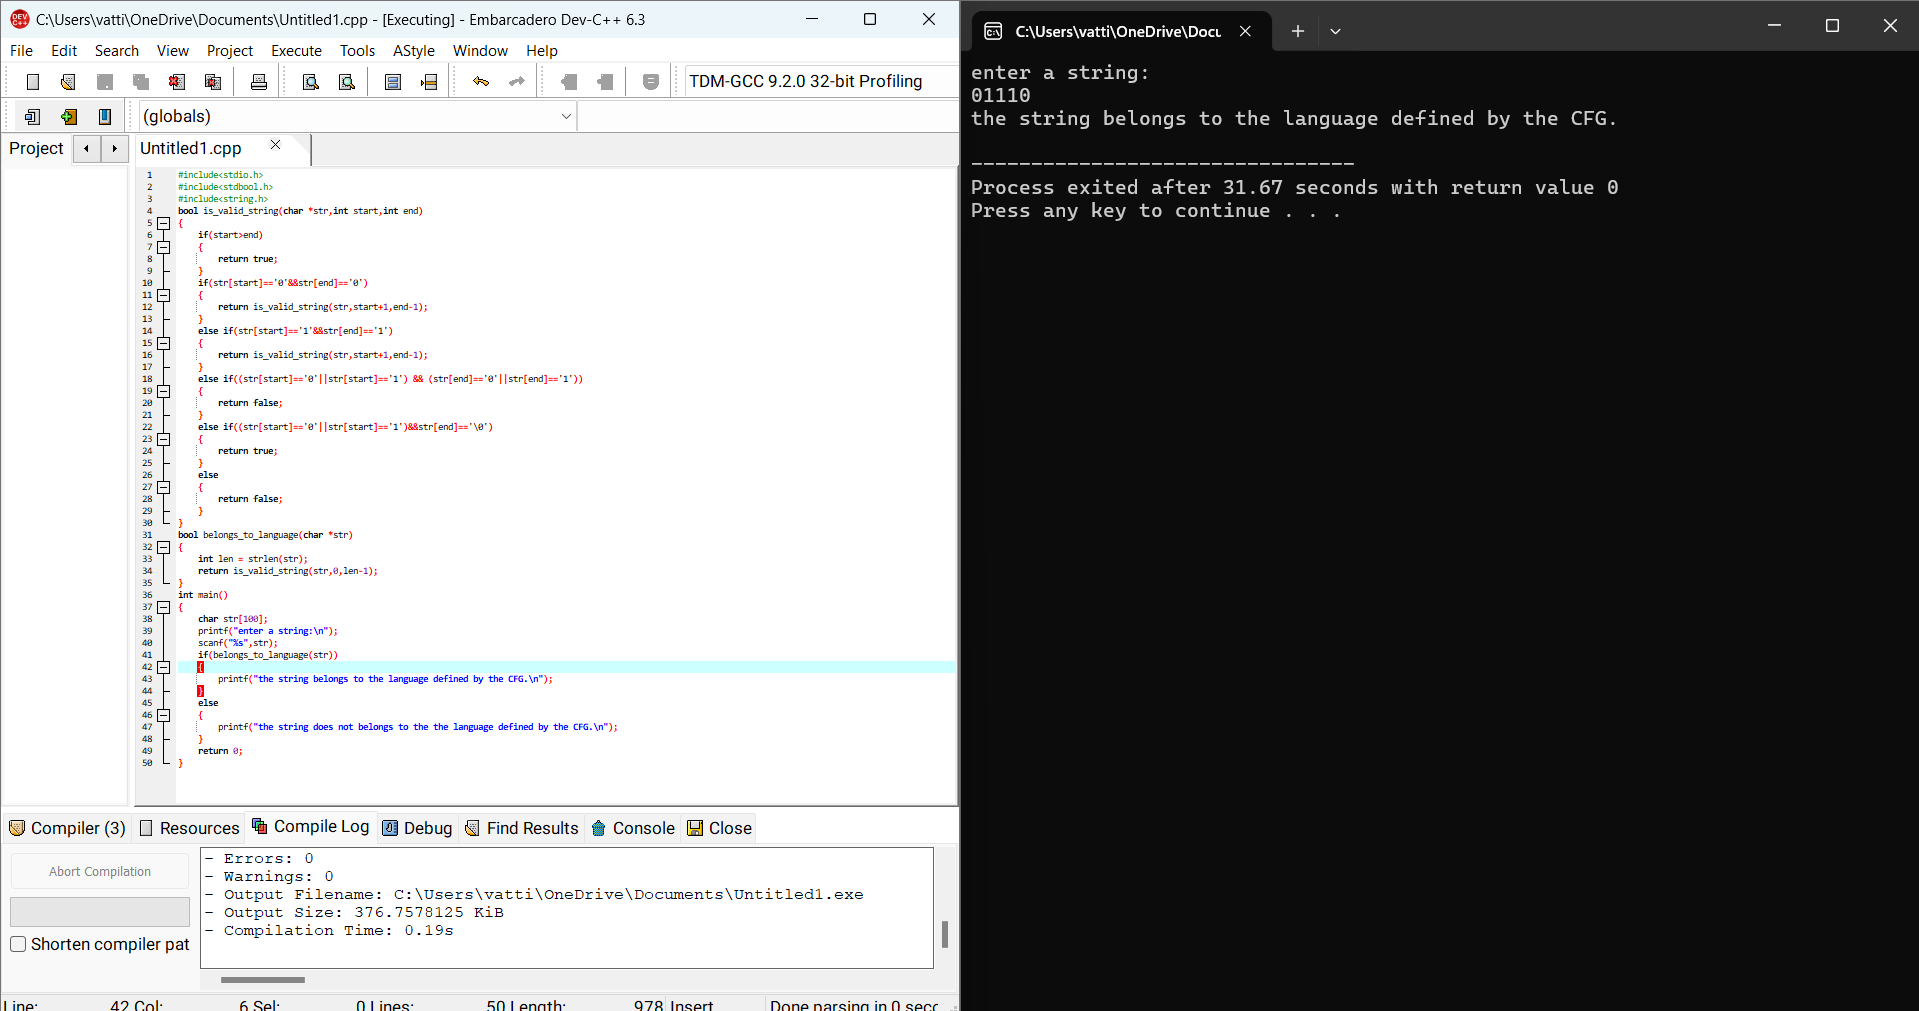 C:\Users\vatti\OneDrive\Documents\Untitled1.cpp - [Executing] - Embarcadero Dev-C++ 6.3
File Edit Search View Project Execute Tools AStyle Window Help
TDM-GCC 9.2.0 32-bit Profiling
(globals)
Project
Untitled1.cpp
1 #include<stdio.h>
2 #include<stdbool.h>
3 #include<string.h>
4 bool is_valid_string(char *str,int start,int end)
5 {
6 if(start>end)
7 {
8 return true;
9 }
10 if(str[start]=='0'&&str[end]=='0')
11 {
12 return is_valid_string(str,start+1,end-1);
13 }
14 else if(str[start]=='1'&&str[end]=='1')
15 {
16 return is_valid_string(str,start+1,end-1);
17 }
18 else if((str[start]=='0'||str[start]=='1') && (str[end]=='0'||str[end]=='1'))
19 {
20 return false;
21 }
22 else if((str[start]=='0'||str[start]=='1')&&str[end]=='\0')
23 {
24 return true;
25 }
26 else
27 {
28 return false;
29 }
30 }
31 bool belongs_to_language(char *str)
32 {
33 int len = strlen(str);
34 return is_valid_string(str,0,len-1);
35 }
36 int main()
37 {
38 char str[100];
39 printf("enter a string:\n");
40 scanf("%s",str);
41 if(belongs_to_language(str))
42 {
43 printf("the string belongs to the language defined by the CFG.\n");
44 }
45 else
46 {
47 printf("the string does not belongs to the the language defined by the CFG.\n");
48 }
49 return 0;
50 }
Compiler (3) Resources Compile Log Debug Find Results Console Close
Abort Compilation
Shorten compiler pat
- Errors: 0
- Warnings: 0
- Output Filename: C:\Users\vatti\OneDrive\Documents\Untitled1.exe
- Output Size: 376.7578125 KiB
- Compilation Time: 0.19s
Line: 42 Col: 6 Sel: 0 Lines: 50 Length: 978 Insert Done parsing in 0 secc
C:\Users\vatti\OneDrive\Docu
enter a string:
01110
the string belongs to the language defined by the CFG.
--------------------------------
Process exited after 31.67 seconds with return value 0
Press any key to continue . . .